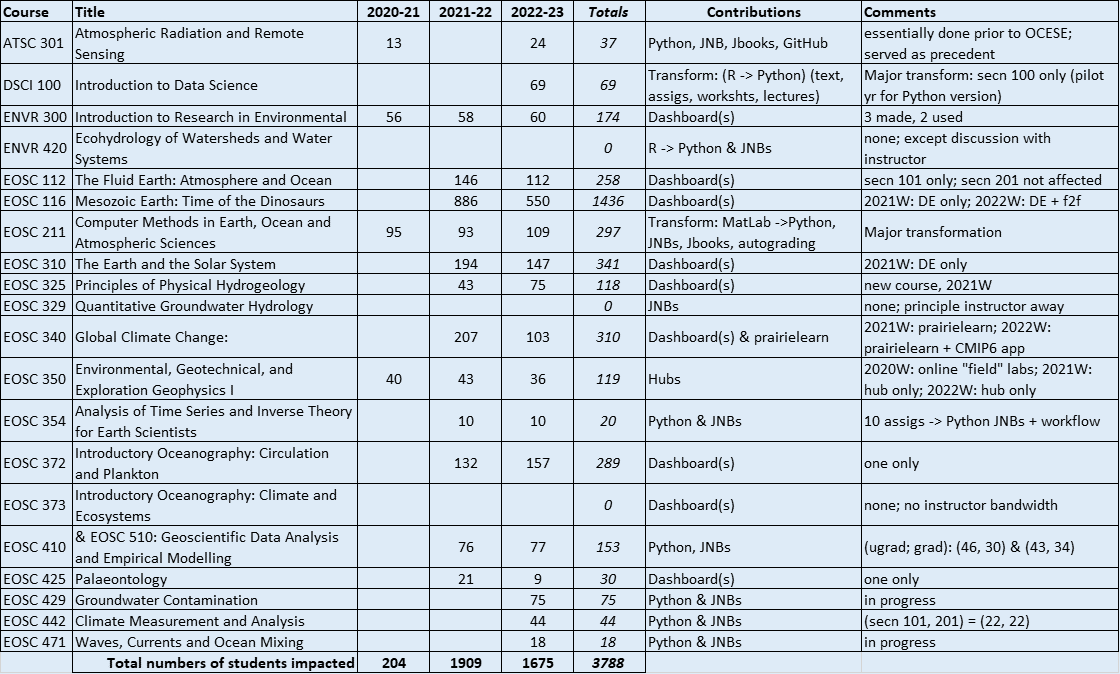 Course Title 2020-21 2021-22 2022-23 Totals Contributions Comments
ATSC 301 Atmospheric Radiation and Remote Sensing 13 24 37 Python, JNB, Jbooks, GitHub essentially done prior to OCESE; served as precedent
DSCI 100 Introduction to Data Science 69 69 Transform: (R -> Python) (text, assigs, workshts, lectures) Major transform: secn 100 only (pilot yr for Python version)
ENVR 300 Introduction to Research in Environmental 56 58 60 174 Dashboard(s) 3 made, 2 used
ENVR 420 Ecohydrology of Watersheds and Water Systems 0 R -> Python & JNBs none; except discussion with instructor
EOSC 112 The Fluid Earth: Atmosphere and Ocean 146 112 258 Dashboard(s) secn 101 only; secn 201 not affected
EOSC 116 Mesozoic Earth: Time of the Dinosaurs 886 550 1436 Dashboard(s) 2021W: DE only; 2022W: DE + f2f
EOSC 211 Computer Methods in Earth, Ocean and Atmospheric Sciences 95 93 109 297 Transform: MatLab ->Python, JNBs, Jbooks, autograding Major transformation
EOSC 310 The Earth and the Solar System 194 147 341 Dashboard(s) 2021W: DE only
EOSC 325 Principles of Physical Hydrogeology 43 75 118 Dashboard(s) new course, 2021W
EOSC 329 Quantitative Groundwater Hydrology 0 JNBs none; principle instructor away
EOSC 340 Global Climate Change: 207 103 310 Dashboard(s) & prairielearn 2021W: prairielearn; 2022W: prairielearn + CMIP6 app
EOSC 350 Environmental, Geotechnical, and Exploration Geophysics I 40 43 36 119 Hubs 2020W: online "field" labs; 2021W: hub only; 2022W: hub only
EOSC 354 Analysis of Time Series and Inverse Theory for Earth Scientists 10 10 20 Python & JNBs 10 assigs -> Python JNBs + workflow
EOSC 372 Introductory Oceanography: Circulation and Plankton 132 157 289 Dashboard(s) one only
EOSC 373 Introductory Oceanography: Climate and Ecosystems 0 Dashboard(s) none; no instructor bandwidth
EOSC 410 & EOSC 510: Geoscientific Data Analysis and Empirical Modelling 76 77 153 Python, JNBs (ugrad; grad): (46, 30) & (43, 34)
EOSC 425 Palaeontology 21 9 30 Dashboard(s) one only
EOSC 429 Groundwater Contamination 75 75 Python & JNBs in progress
EOSC 442 Climate Measurement and Analysis 44 44 Python & JNBs (secn 101, 201) = (22, 22)
EOSC 471 Waves, Currents and Ocean Mixing 18 18 Python & JNBs in progress
Total numbers of students impacted 204 1909 1675 3788